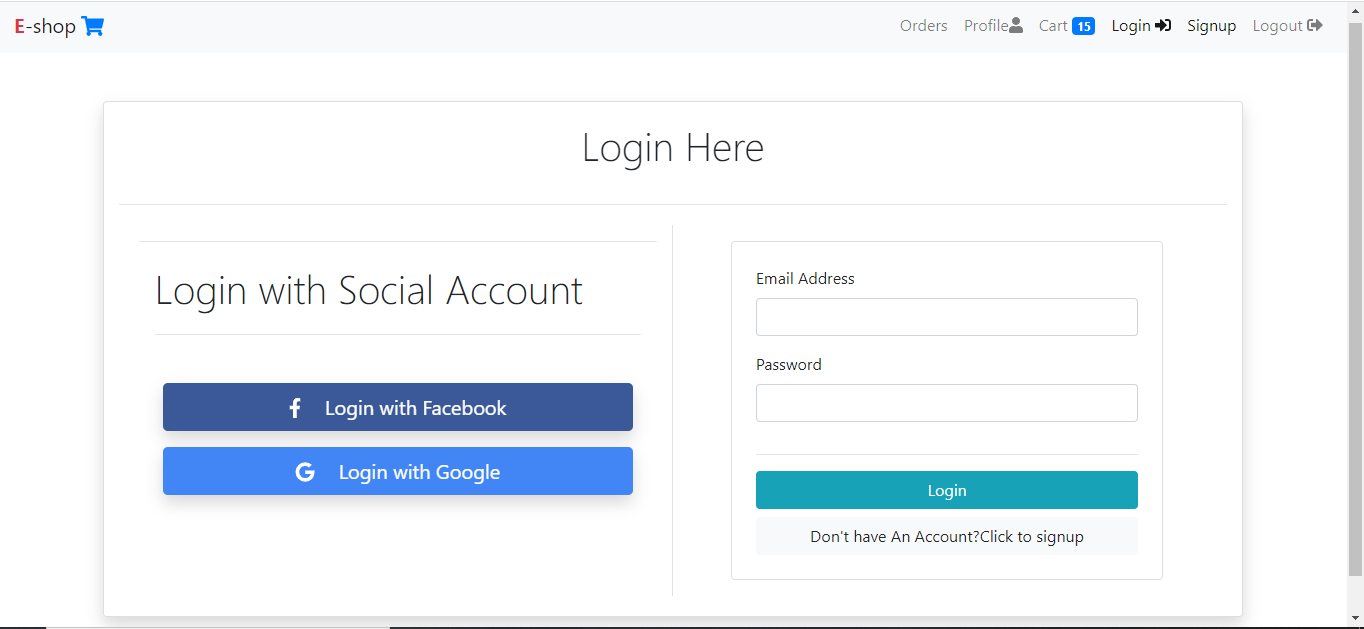 E-shop
Orders Profile Cart 15 Login Signup Logout
Login Here
Login with Social Account
Login with Facebook
Login with Google
Email Address
Password
Login
Don't have An Account?Click to signup